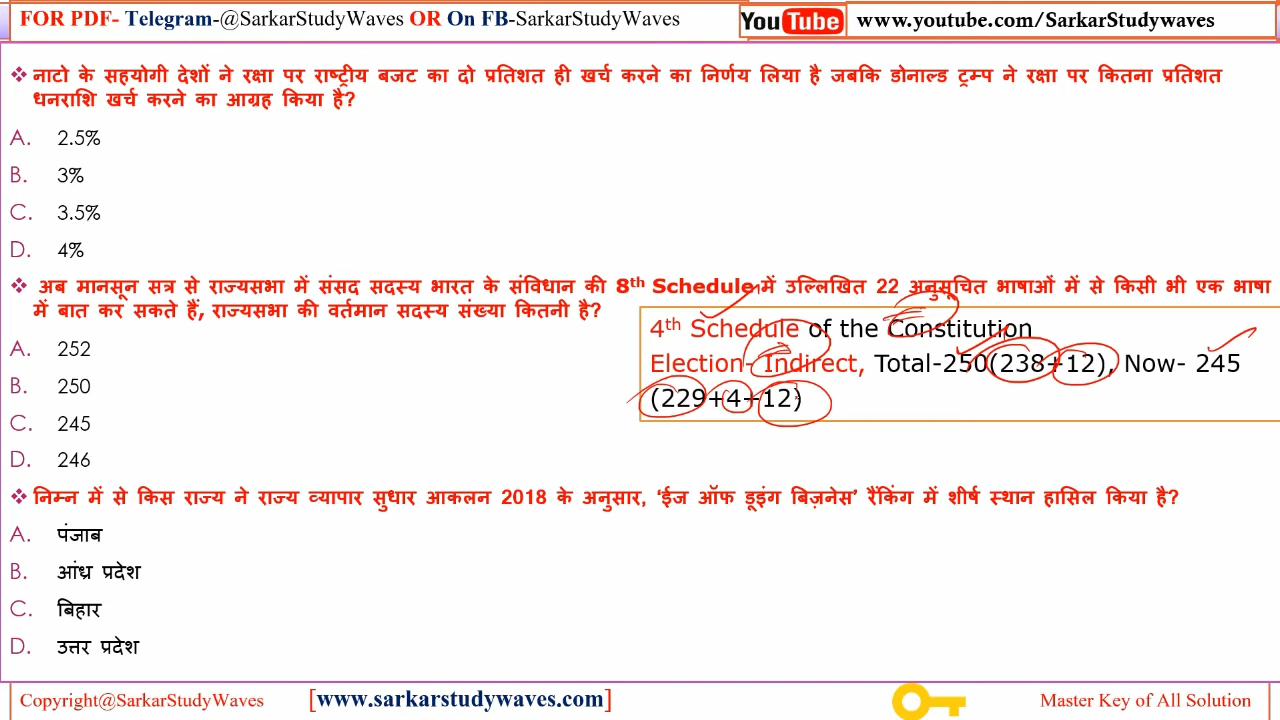 FOR PDF- Telegram-@SarkarStudyWaves OR On FB-SarkarStudyWaves
YouTube www.youtube.com/SarkarStudywaves
❖ नाटो के सहयोगी देशों ने रक्षा पर राष्ट्रीय बजट का दो प्रतिशत ही खर्च करने का निर्णय लिया है जबकि डोनाल्ड ट्रम्प ने रक्षा पर कितना प्रतिशत
धनराशि खर्च करने का आग्रह किया है?
A. 2.5%
B. 3%
C. 3.5%
D. 4%
❖ अब मानसून सत्र से राज्यसभा में संसद सदस्य भारत के संविधान की 8th Schedule में उल्लिखित 22 अनुसूचित भाषाओं में से किसी भी एक भाषा
में बात कर सकते हैं, राज्यसभा की वर्तमान सदस्य संख्या कितनी है?
4th Schedule of the Constitution
Election- Indirect, Total-250(238+12), Now- 245
(229+4+12)
A. 252
B. 250
C. 245
D. 246
❖ निम्न में से किस राज्य ने राज्य व्यापार सुधार आकलन 2018 के अनुसार, 'ईज ऑफ डूइंग बिज़नेस' रैंकिंग में शीर्ष स्थान हासिल किया है?
A. पंजाब
B. आंध्र प्रदेश
C. बिहार
D. उत्तर प्रदेश
Copyright@SarkarStudyWaves [www.sarkarstudywaves.com] Master Key of All Solution